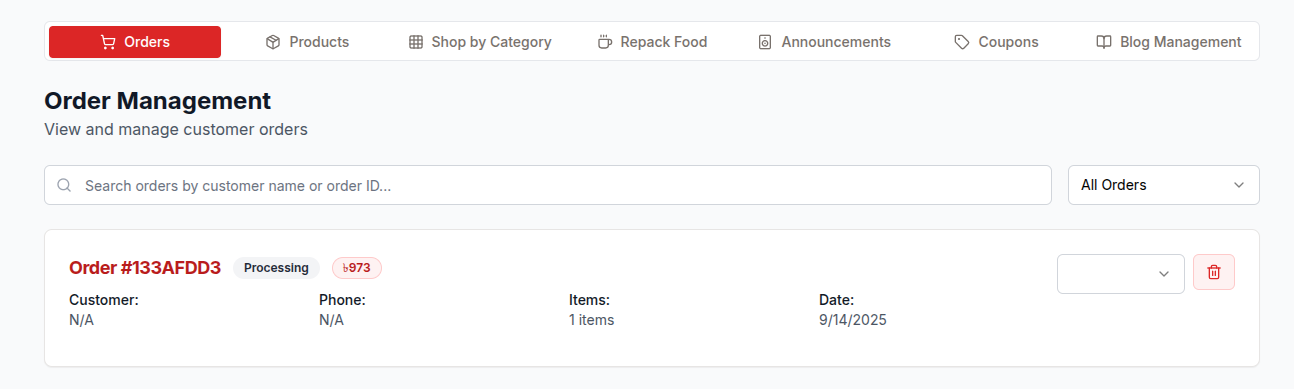 Orders Products Shop by Category Repack Food Announcements Coupons Blog Management
Order Management
View and manage customer orders
Search orders by customer name or order ID... All Orders
Order #133AFDD3 Processing ৳973
Customer: Phone: Items: Date:
N/A N/A 1 items 9/14/2025